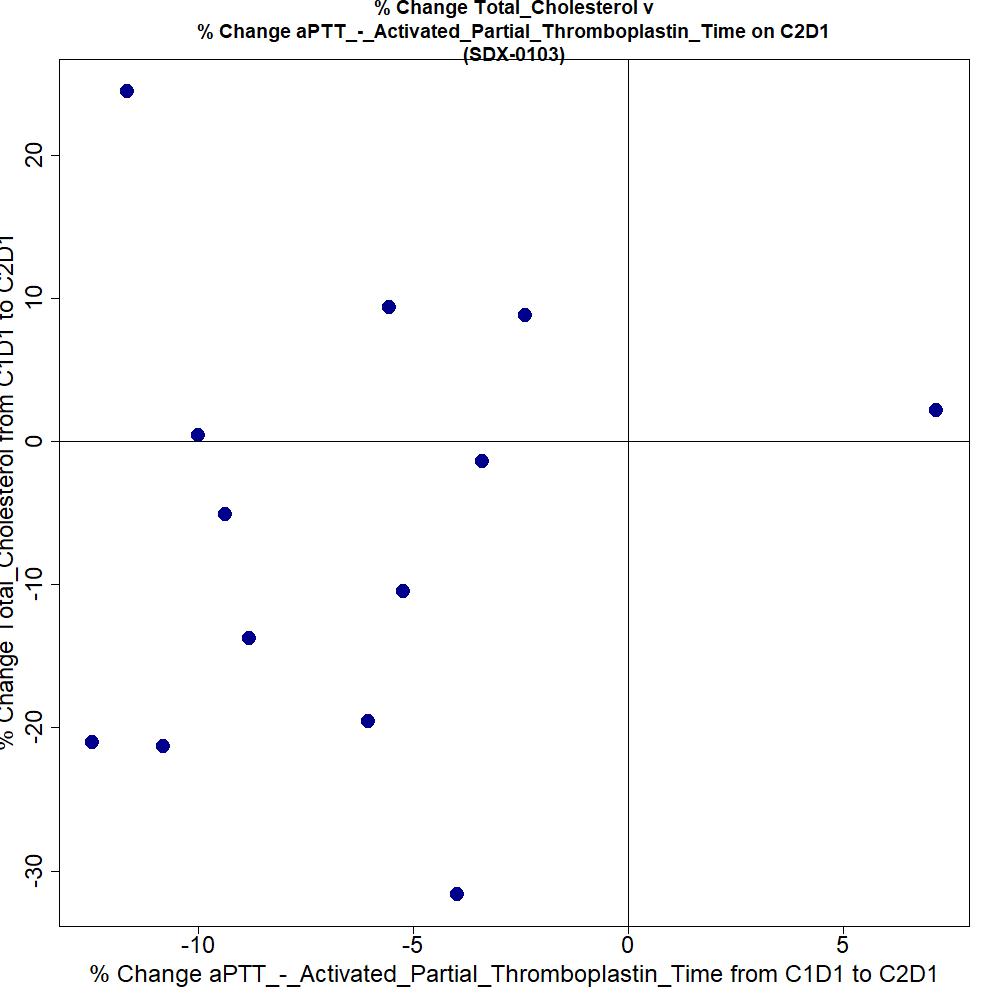 % Change Total_Cholesterol v
% Change aPTT_-_Activated_Partial_Thromboplastin_Time on C2D1
(SDX-0103)
% Change Total_Cholesterol from C1D1 to C2D1
20
10
0
-10
-20
-30
-10
-5
0
5
% Change aPTT_-_Activated_Partial_Thromboplastin_Time from C1D1 to C2D1